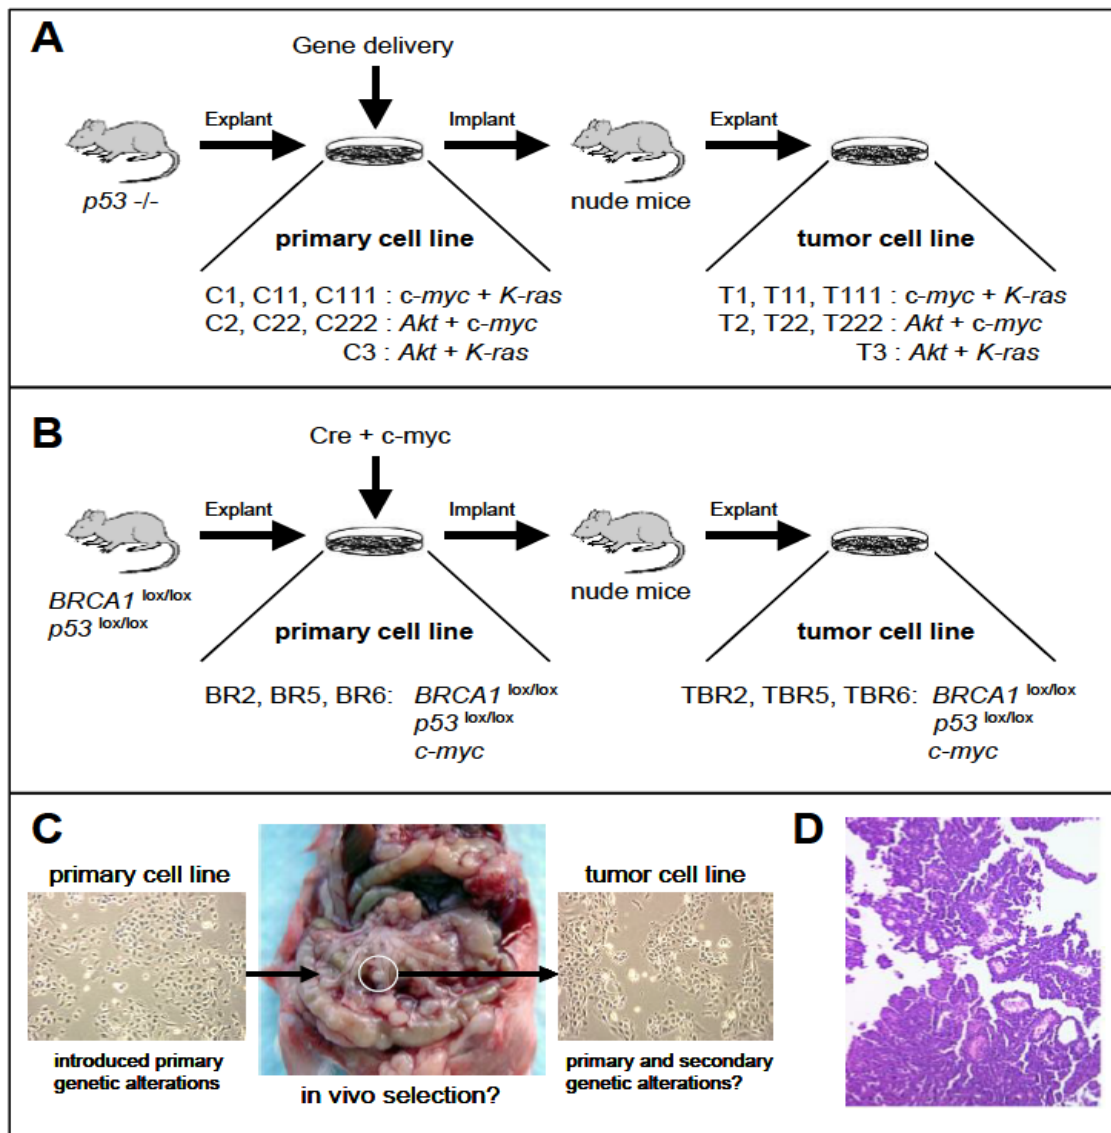 A
Gene delivery
Explant
Implant
Explant
p53 -/-
nude mice
primary cell line
tumor cell line
C1, C11, C111 : c-myc + K-ras
C2, C22, C222 : Akt + c-myc
C3 : Akt + K-ras
T1, T11, T111 : c-myc + K-ras
T2, T22, T222 : Akt + c-myc
T3 : Akt + K-ras
B
Cre + c-myc
Explant
Implant
Explant
BRCA1 lox/lox
p53 lox/lox
nude mice
primary cell line
tumor cell line
BR2, BR5, BR6: BRCA1 lox/lox
p53 lox/lox
c-myc
TBR2, TBR5, TBR6: BRCA1 lox/lox
p53 lox/lox
c-myc
C
primary cell line
tumor cell line
introduced primary
genetic alterations
in vivo selection?
primary and secondary
genetic alterations?
D